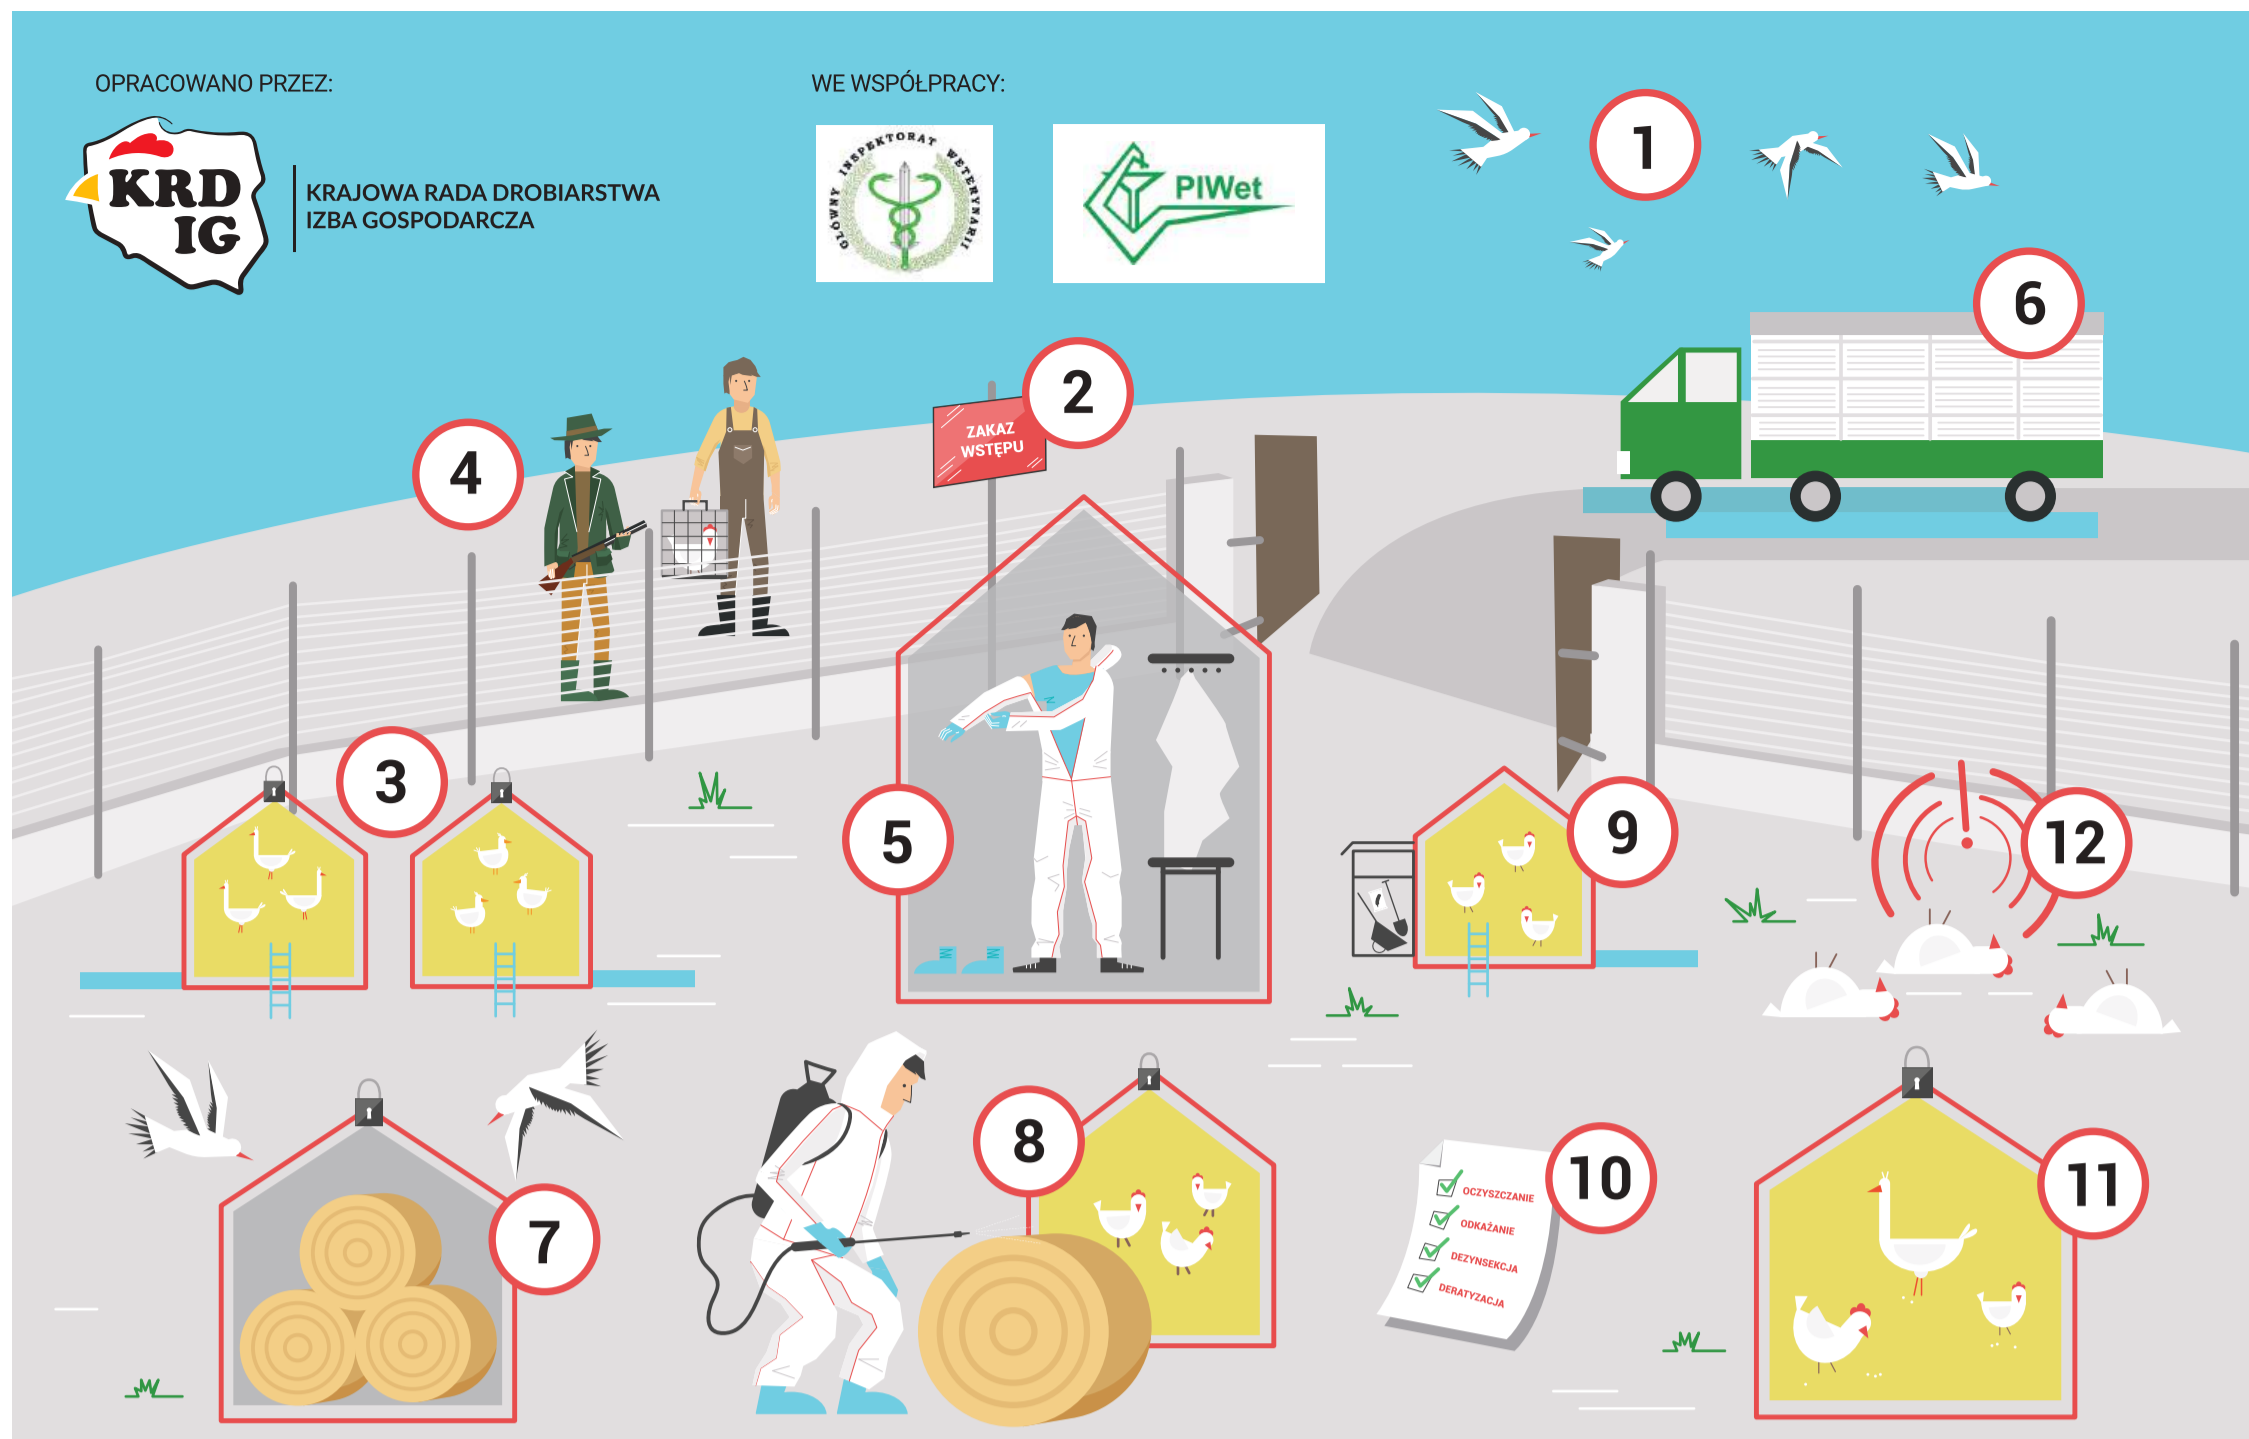 OPRACOWANO PRZEZ:
WE WSPÓŁPRACY:
KRD
IG
KRAJOWA RADA DROBIARSTWA
IZBA GOSPODARCZA
GŁÓWNY INSPEKTORAT WETERYNARII
PIWet
1
6
2
ZAKAZ
WSTĘPU
4
3
5
9
12
7
8
10
OCZYSZCZANIE
ODKAŻANIE
DEZYNSEKCJA
DERATYZACJA
11